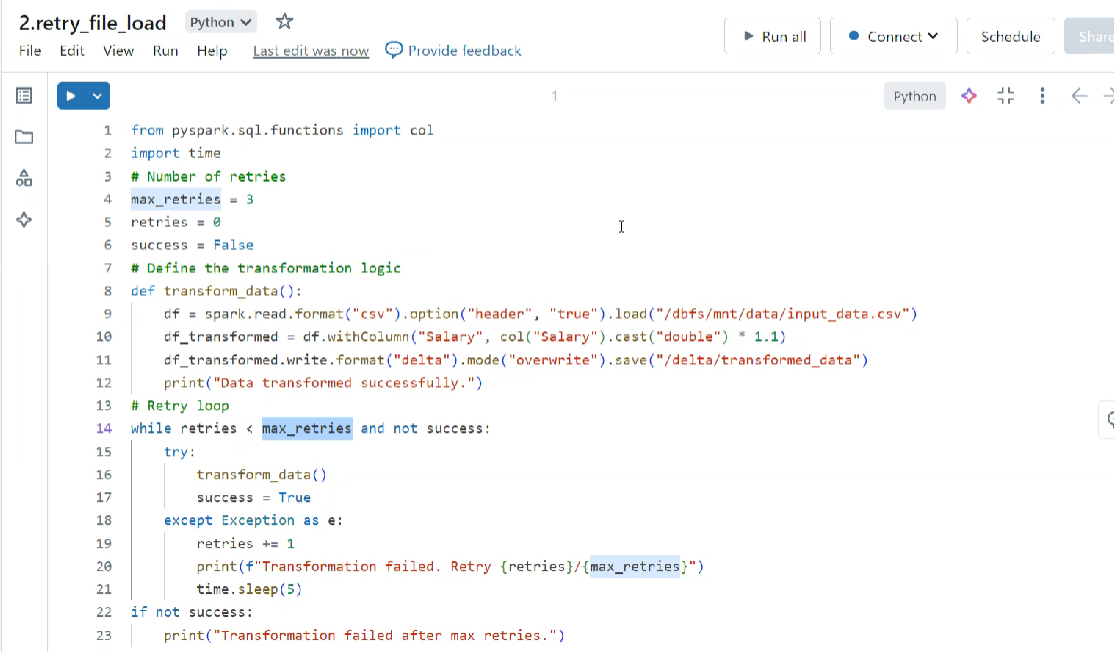 2.retry_file_load Python
File Edit View Run Help Last edit was now Provide feedback
Run all Connect Schedule Share
1 Python
1 from pyspark.sql.functions import col
2 import time
3 # Number of retries
4 max_retries = 3
5 retries = 0
6 success = False
7 # Define the transformation logic
8 def transform_data():
9     df = spark.read.format("csv").option("header", "true").load("/dbfs/mnt/data/input_data.csv")
10     df_transformed = df.withColumn("Salary", col("Salary").cast("double") * 1.1)
11     df_transformed.write.format("delta").mode("overwrite").save("/delta/transformed_data")
12     print("Data transformed successfully.")
13 # Retry loop
14 while retries < max_retries and not success:
15     try:
16         transform_data()
17         success = True
18     except Exception as e:
19         retries += 1
20         print(f"Transformation failed. Retry {retries}/{max_retries}")
21         time.sleep(5)
22 if not success:
23     print("Transformation failed after max retries.")